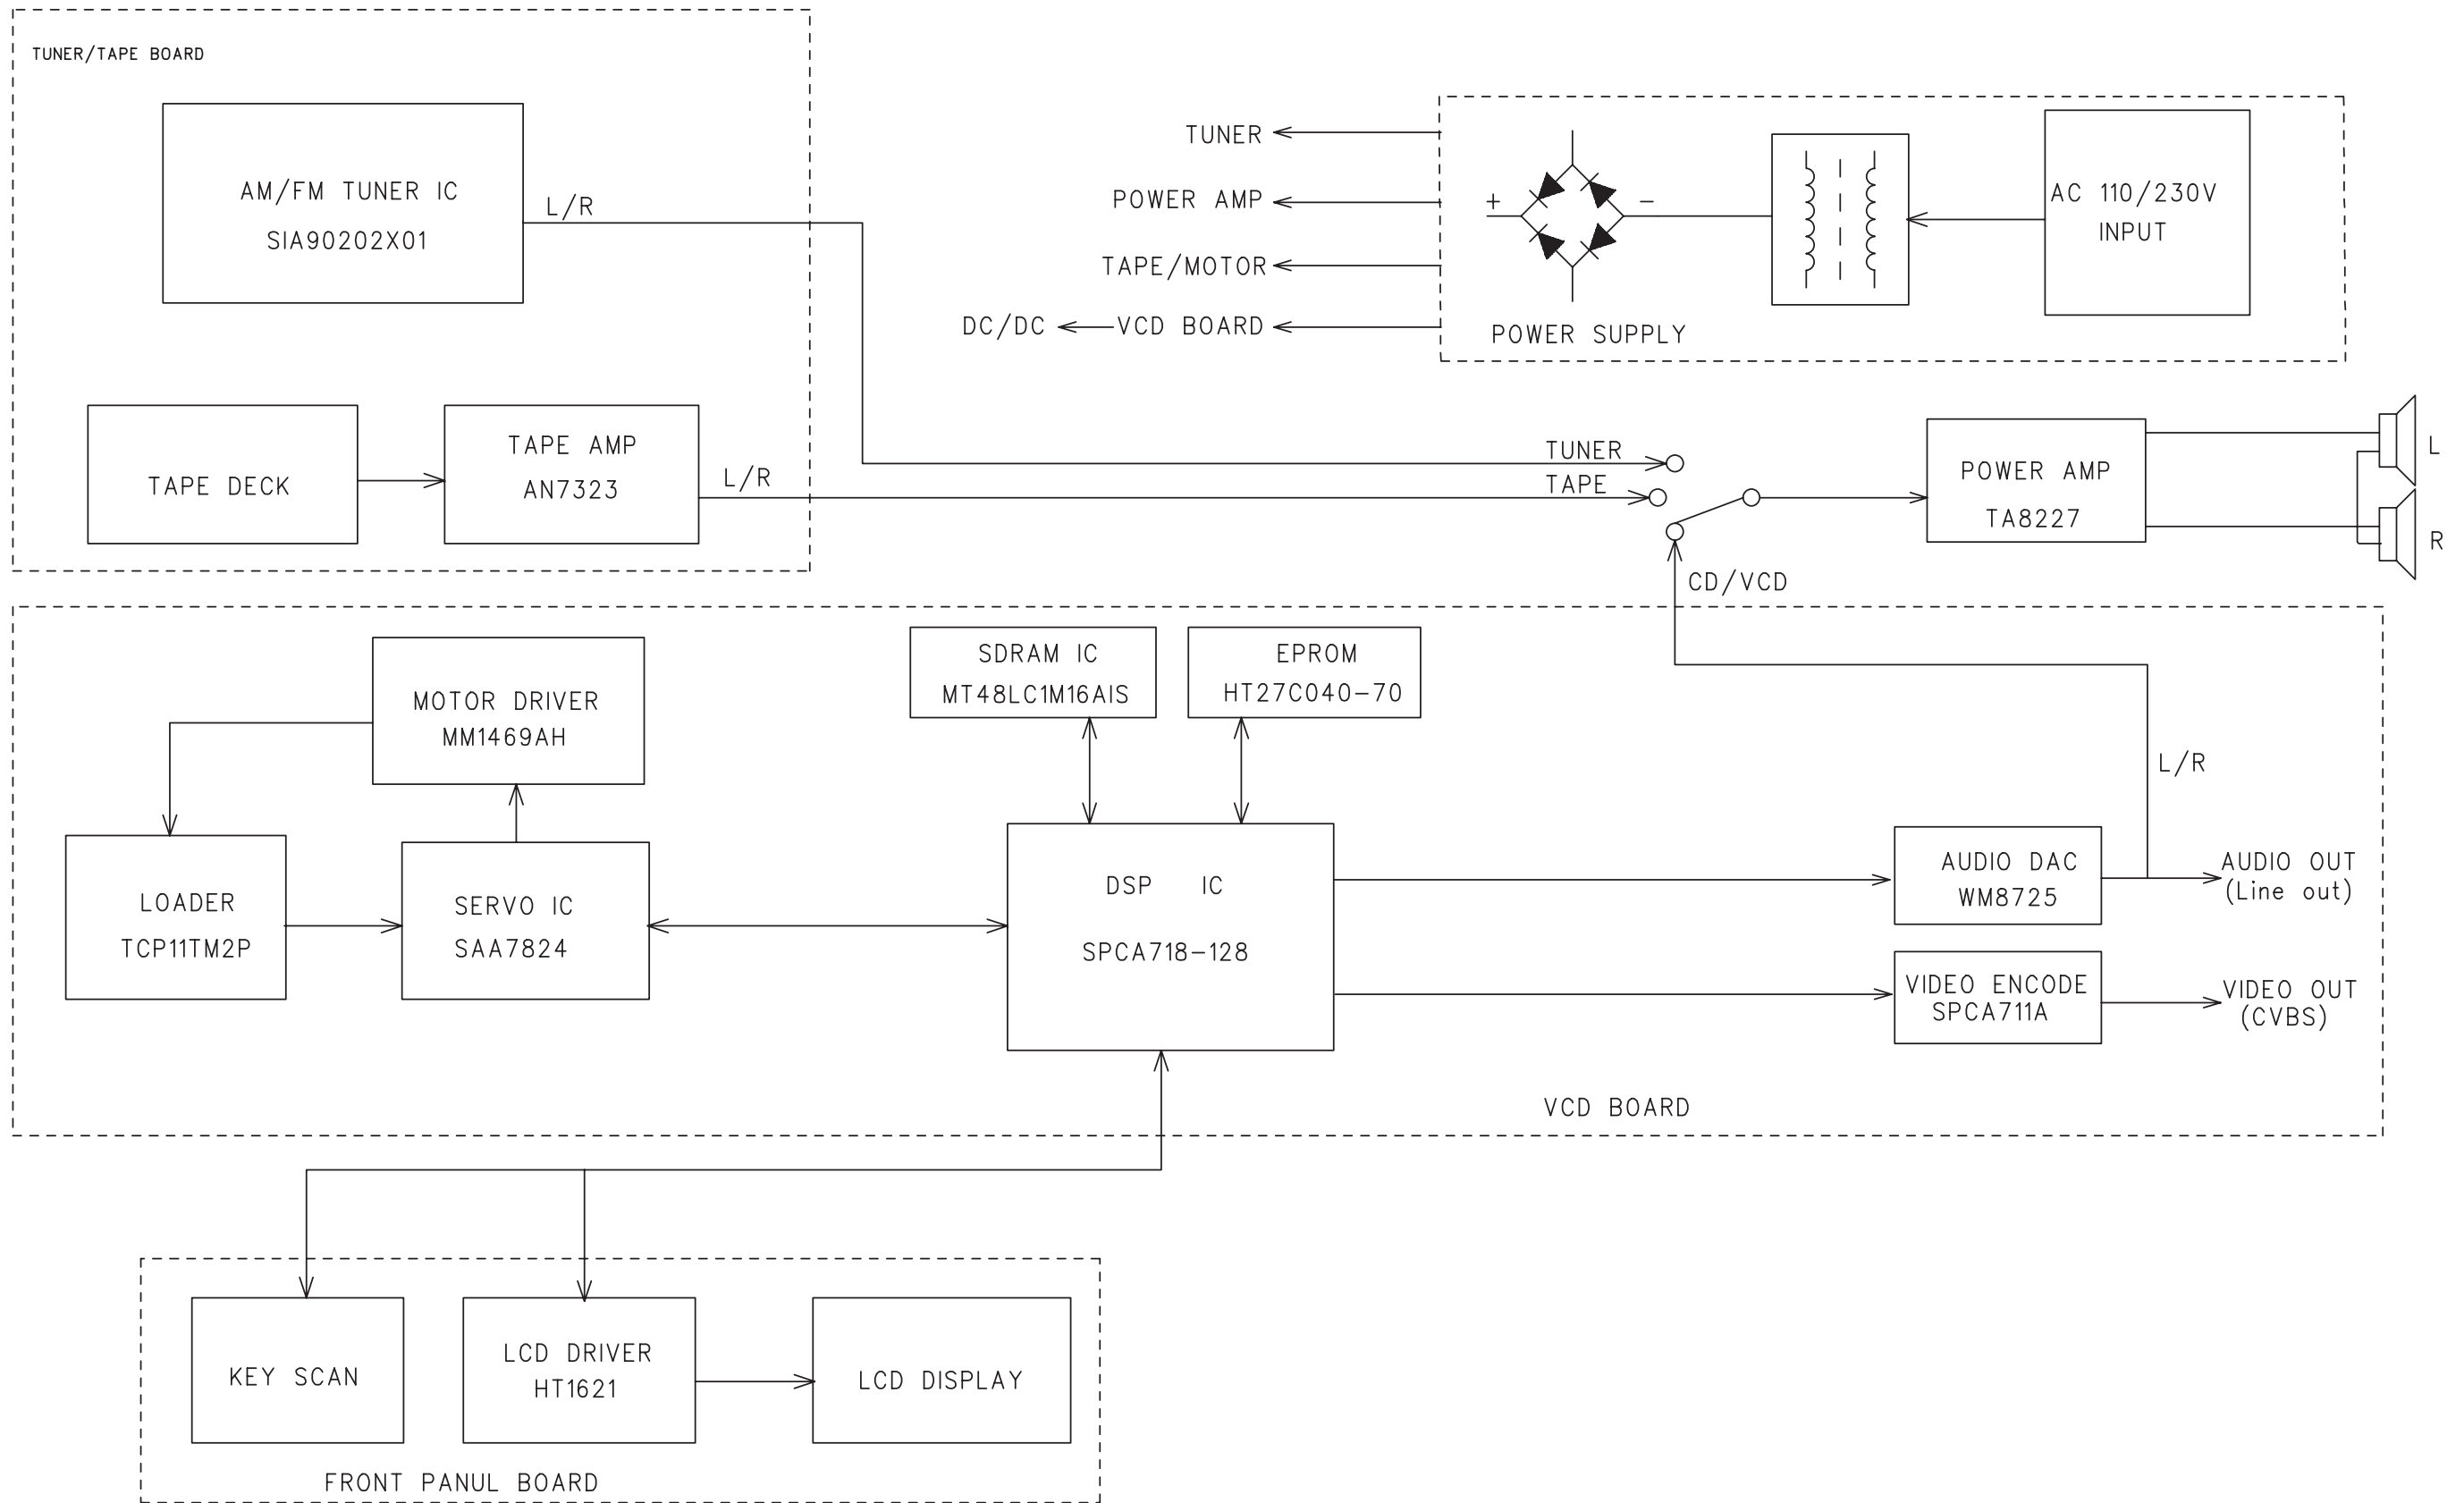 TUNER/TAPE BOARD
AM/FM TUNER IC
SIA90202X01
L/R
TAPE DECK
TAPE AMP
AN7323
L/R
TUNER
POWER AMP
TAPE/MOTOR
DC/DC
VCD BOARD
+
-
AC 110/230V
INPUT
POWER SUPPLY
TUNER
TAPE
POWER AMP
TA8227
L
R
CD/VCD
MOTOR DRIVER
MM1469AH
SDRAM IC
MT48LC1M16AIS
EPROM
HT27C040-70
L/R
LOADER
TCP11TM2P
SERVO IC
SAA7824
DSP IC
SPCA718-128
AUDIO DAC
WM8725
AUDIO OUT
(Line out)
VIDEO ENCODE
SPCA711A
VIDEO OUT
(CVBS)
VCD BOARD
KEY SCAN
LCD DRIVER
HT1621
LCD DISPLAY
FRONT PANUL BOARD